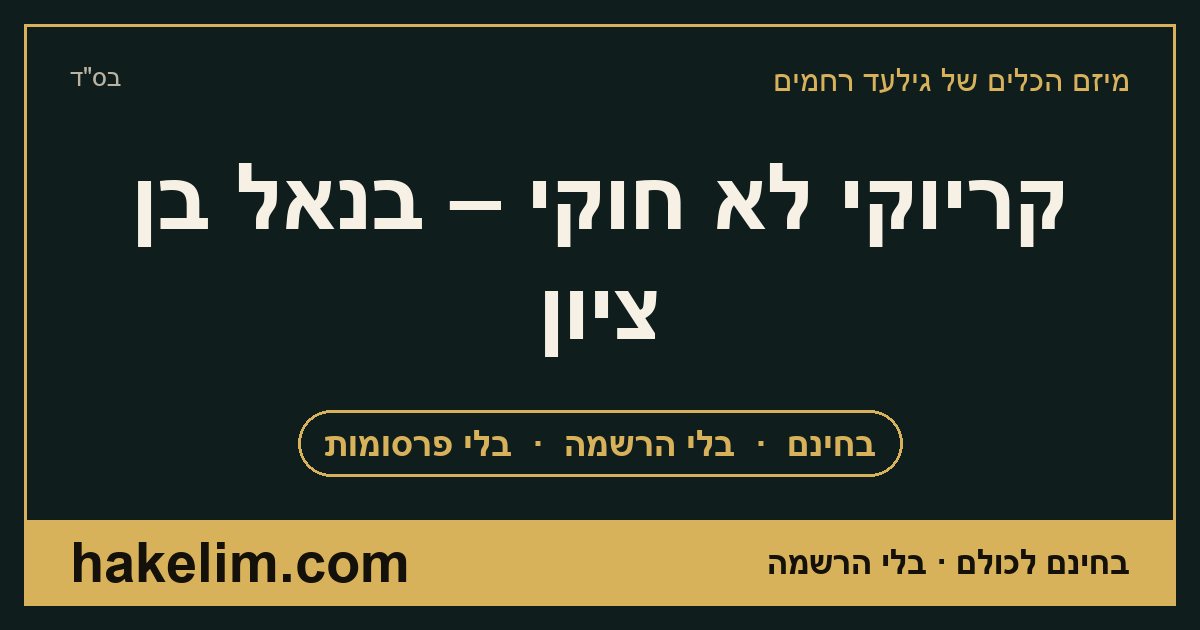 מיזם הכלים של גילעד רחמים
בס"ד
קריוקי לא חוקי – בנאל בן
ציון
בחינם · בלי הרשמה · בלי פרסומות
בחינם לכולם · בלי הרשמה
hakelim.com